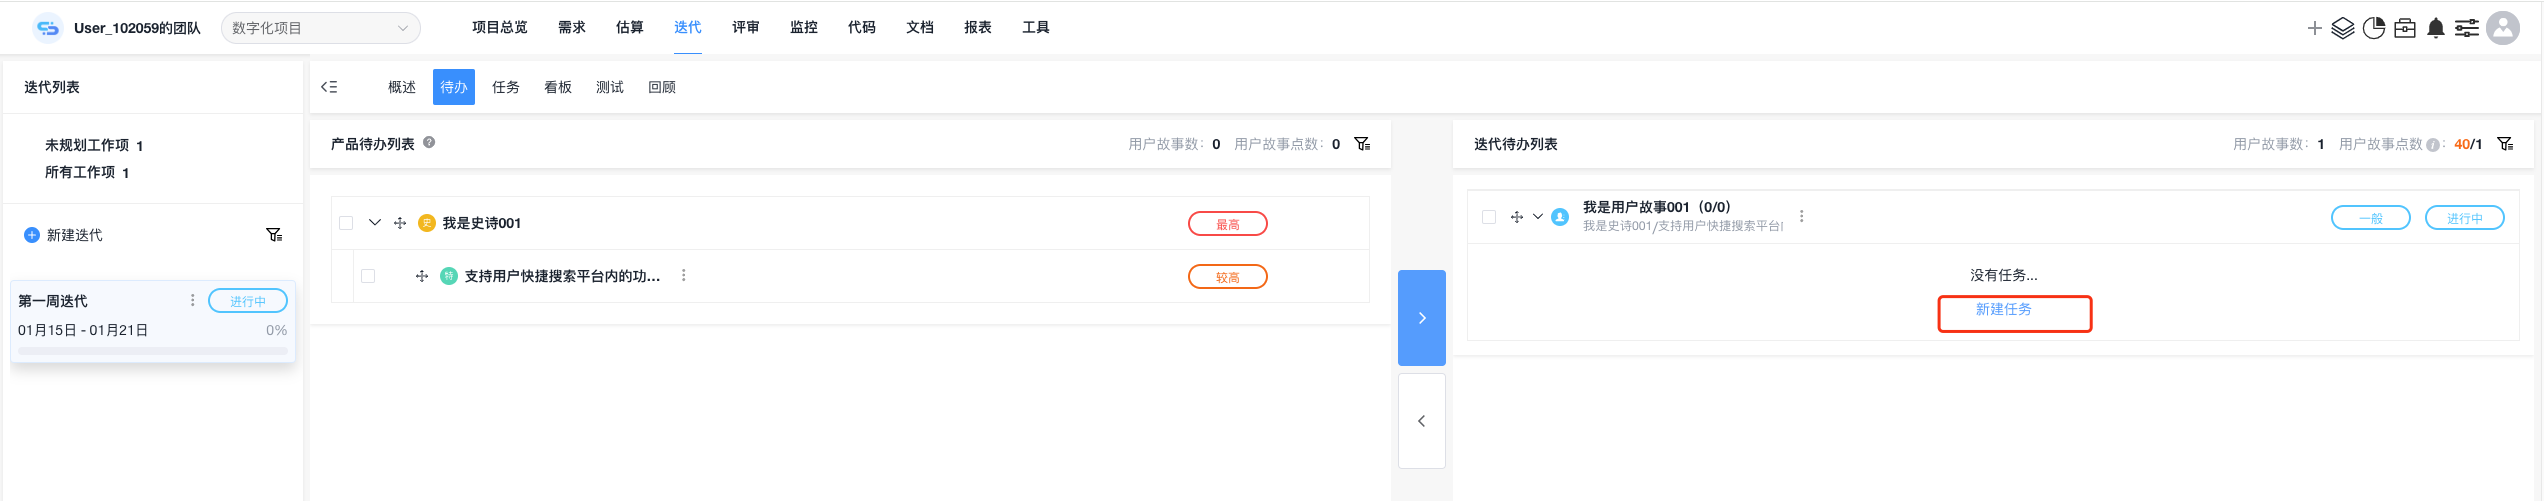 User_102059的团队 数字化项目 项目总览 需求 估算 迭代 评审 监控 代码 文档 报表 工具
迭代列表
概述 待办 任务 看板 测试 回顾
未规划工作项 1
所有工作项 1
新建迭代
第一周迭代 进行中
01月15日 - 01月21日 0%
产品待办列表 用户故事数: 0 用户故事点数: 0
史 我是史诗001 最高
特 支持用户快捷搜索平台内的功... 较高
迭代待办列表 用户故事数: 1 用户故事点数 : 40/1
我是用户故事001（0/0） 一般 进行中
我是史诗001/支持用户快捷搜索平台
没有任务...
新建任务